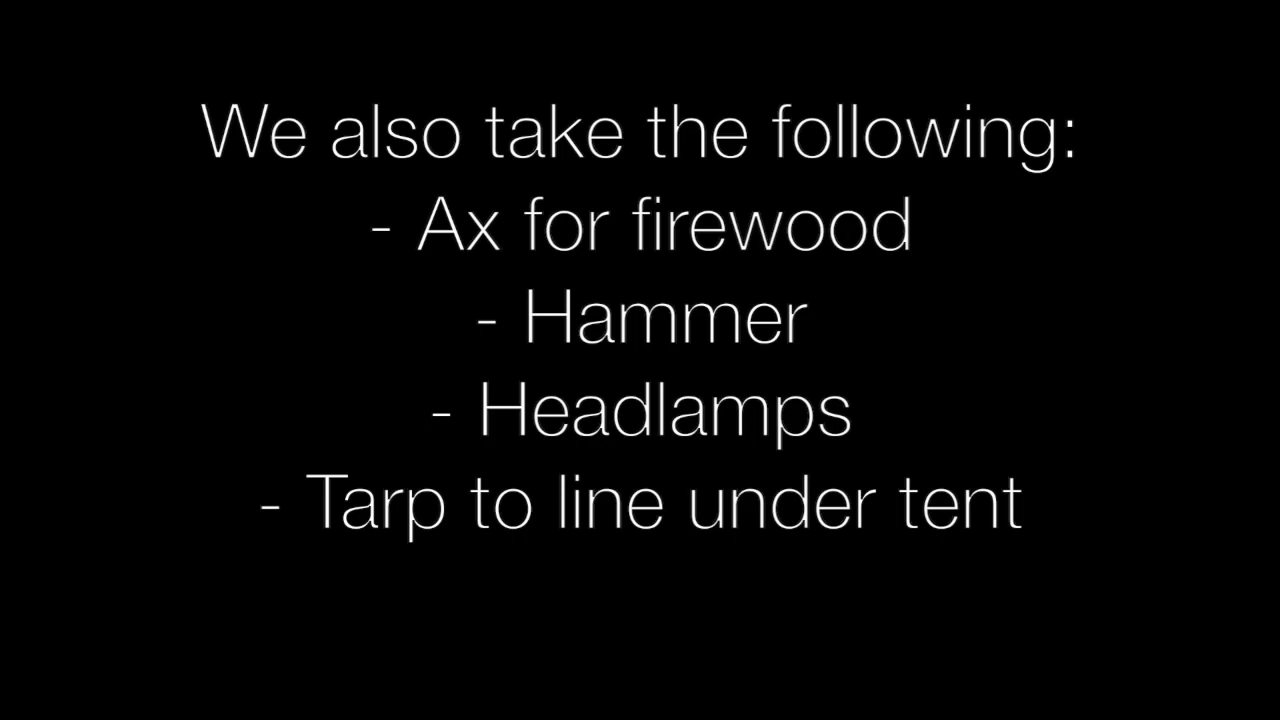 We also take the following:
- Ax for firewood
- Hammer
- Headlamps
- Tarp to line under tent